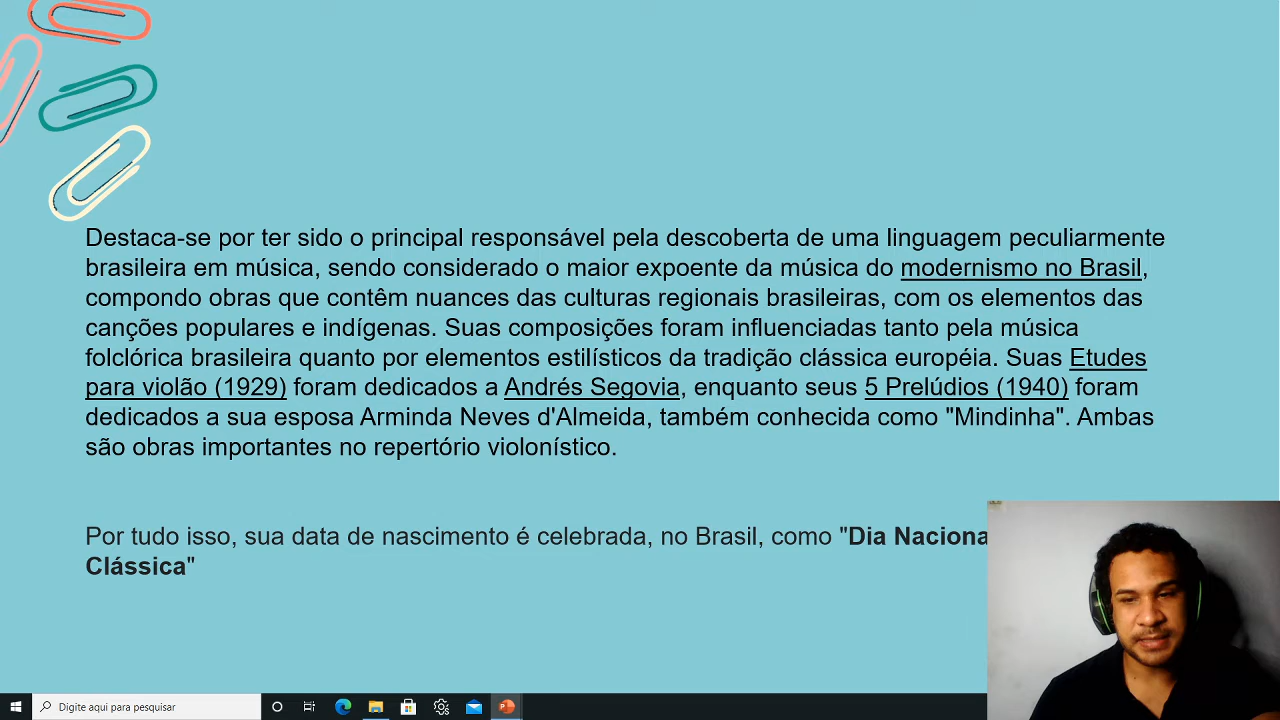 Destaca-se por ter sido o principal responsável pela descoberta de uma linguagem peculiarmente
brasileira em música, sendo considerado o maior expoente da música do modernismo no Brasil,
compondo obras que contêm nuances das culturas regionais brasileiras, com os elementos das
canções populares e indígenas. Suas composições foram influenciadas tanto pela música
folclórica brasileira quanto por elementos estilísticos da tradição clássica européia. Suas Etudes
para violão (1929) foram dedicados a Andrés Segovia, enquanto seus 5 Prelúdios (1940) foram
dedicados a sua esposa Arminda Neves d'Almeida, também conhecida como "Mindinha". Ambas
são obras importantes no repertório violonístico.
Por tudo isso, sua data de nascimento é celebrada, no Brasil, como "Dia Naciona
Clássica"
Digite aqui para pesquisar